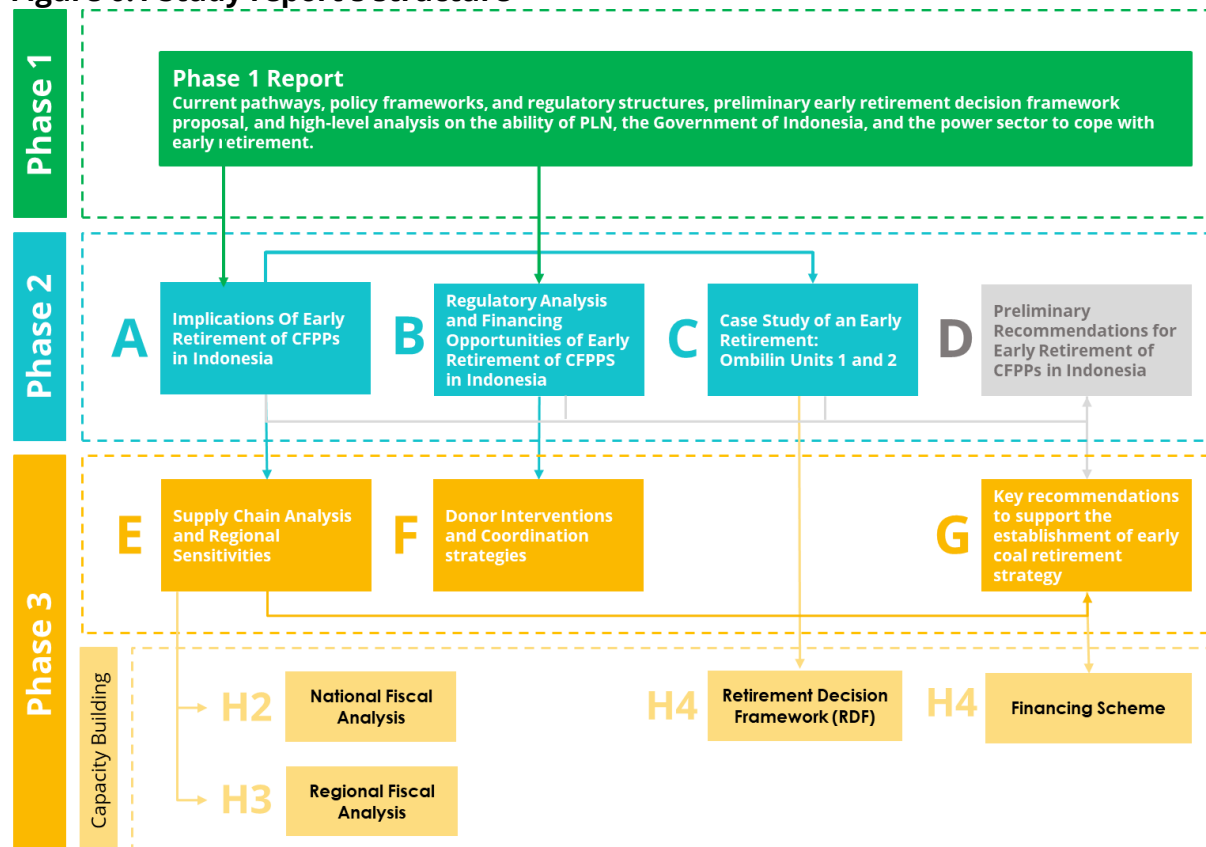 Phase 1
Phase 1 Report
Current pathways, policy frameworks, and regulatory structures, preliminary early retirement decision framework
proposal, and high-level analysis on the ability of PLN, the Government of Indonesia, and the power sector to cope with
early retirement.
Phase 2
A
Implications Of Early
Retirement of CFPPs
in Indonesia
B
Regulatory Analysis
and Financing
Opportunities of Early
Retirement of CFPPS
in Indonesia
C
Case Study of an Early
Retirement:
Ombilin Units 1 and 2
D
Preliminary
Recommendations for
Early Retirement of
CFPPs in Indonesia
Phase 3
E
Supply Chain Analysis
and Regional
Sensitivities
F
Donor Interventions
and Coordination
strategies
G
Key recommendations
to support the
establishment of early
coal retirement
strategy
Capacity Building
H2
National Fiscal
Analysis
H4
Retirement Decision
Framework (RDF)
H4
Financing Scheme
H3
Regional Fiscal
Analysis